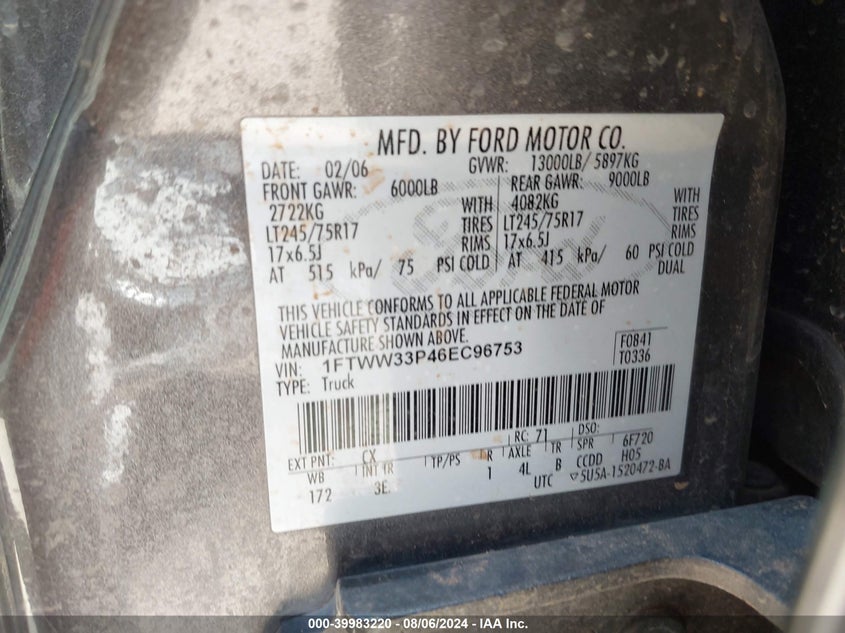 MFD. BY FORD MOTOR CO.
DATE: 02/06 GVWR: 13000LB/ 5897KG
FRONT GAWR: 6000LB REAR GAWR: 9000LB
2722KG WITH 4082KG WITH
LT245/75R17 TIRES LT245/75R17 TIRES
17x6.5J RIMS 17x6.5J RIMS
AT 515 kPa/ 75 PSI COLD AT 415 kPa/ 60 PSI COLD
DUAL
THIS VEHICLE CONFORMS TO ALL APPLICABLE FEDERAL MOTOR
VEHICLE SAFETY STANDARDS IN EFFECT ON THE DATE OF
MANUFACTURE SHOWN ABOVE.
VIN: 1FTWW33P46EC96753 F0841
TYPE: Truck T0336
EXT PNT: CX RC: 71 DSO:
WB INT TR TP/PS R AXLE TR SPR 6F720
172 3E 1 4L B CCDD H05
UTC 5U5A-1520472-BA
000-39983220 - 08/06/2024 - IAA Inc.